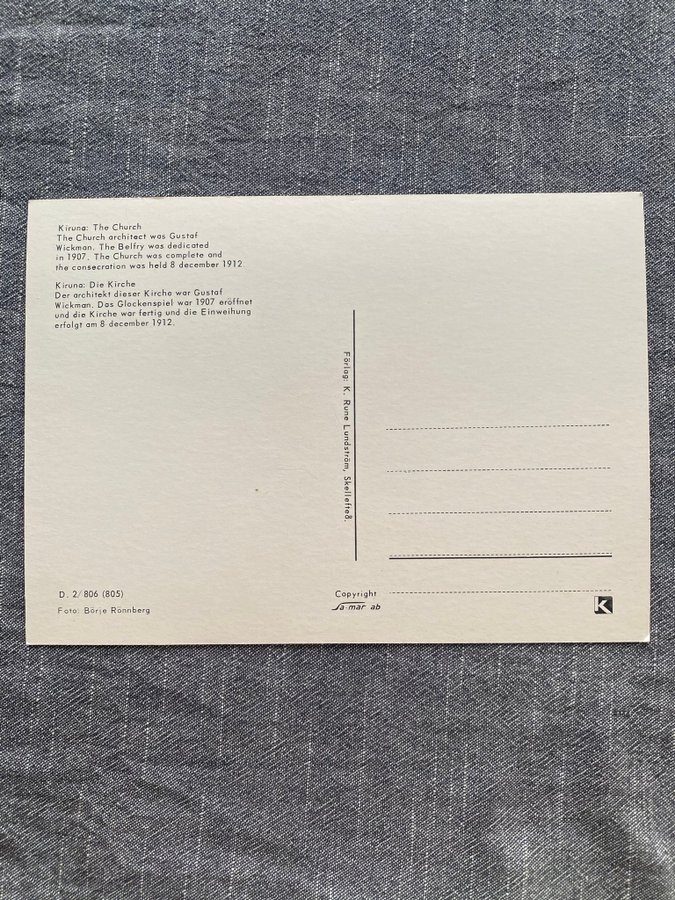 Kiruna: The Church
The Church architect was Gustaf
Wickman. The Belfry was dedicated
in 1907. The Church was complete and
the consecration was held 8 december 1912.
Kiruna: Die Kirche
Der architekt dieser Kirche war Gustaf
Wickman. Das Glockenspiel war 1907 eröffnet
und die Kirche war fertig und die Einweihung
erfolgt am 8 december 1912.
Förlag: K. Rune Lundström, Skellefteå.
D. 2/806 (805)
Foto: Börje Rönnberg
Copyright
Sa-mar ab
K